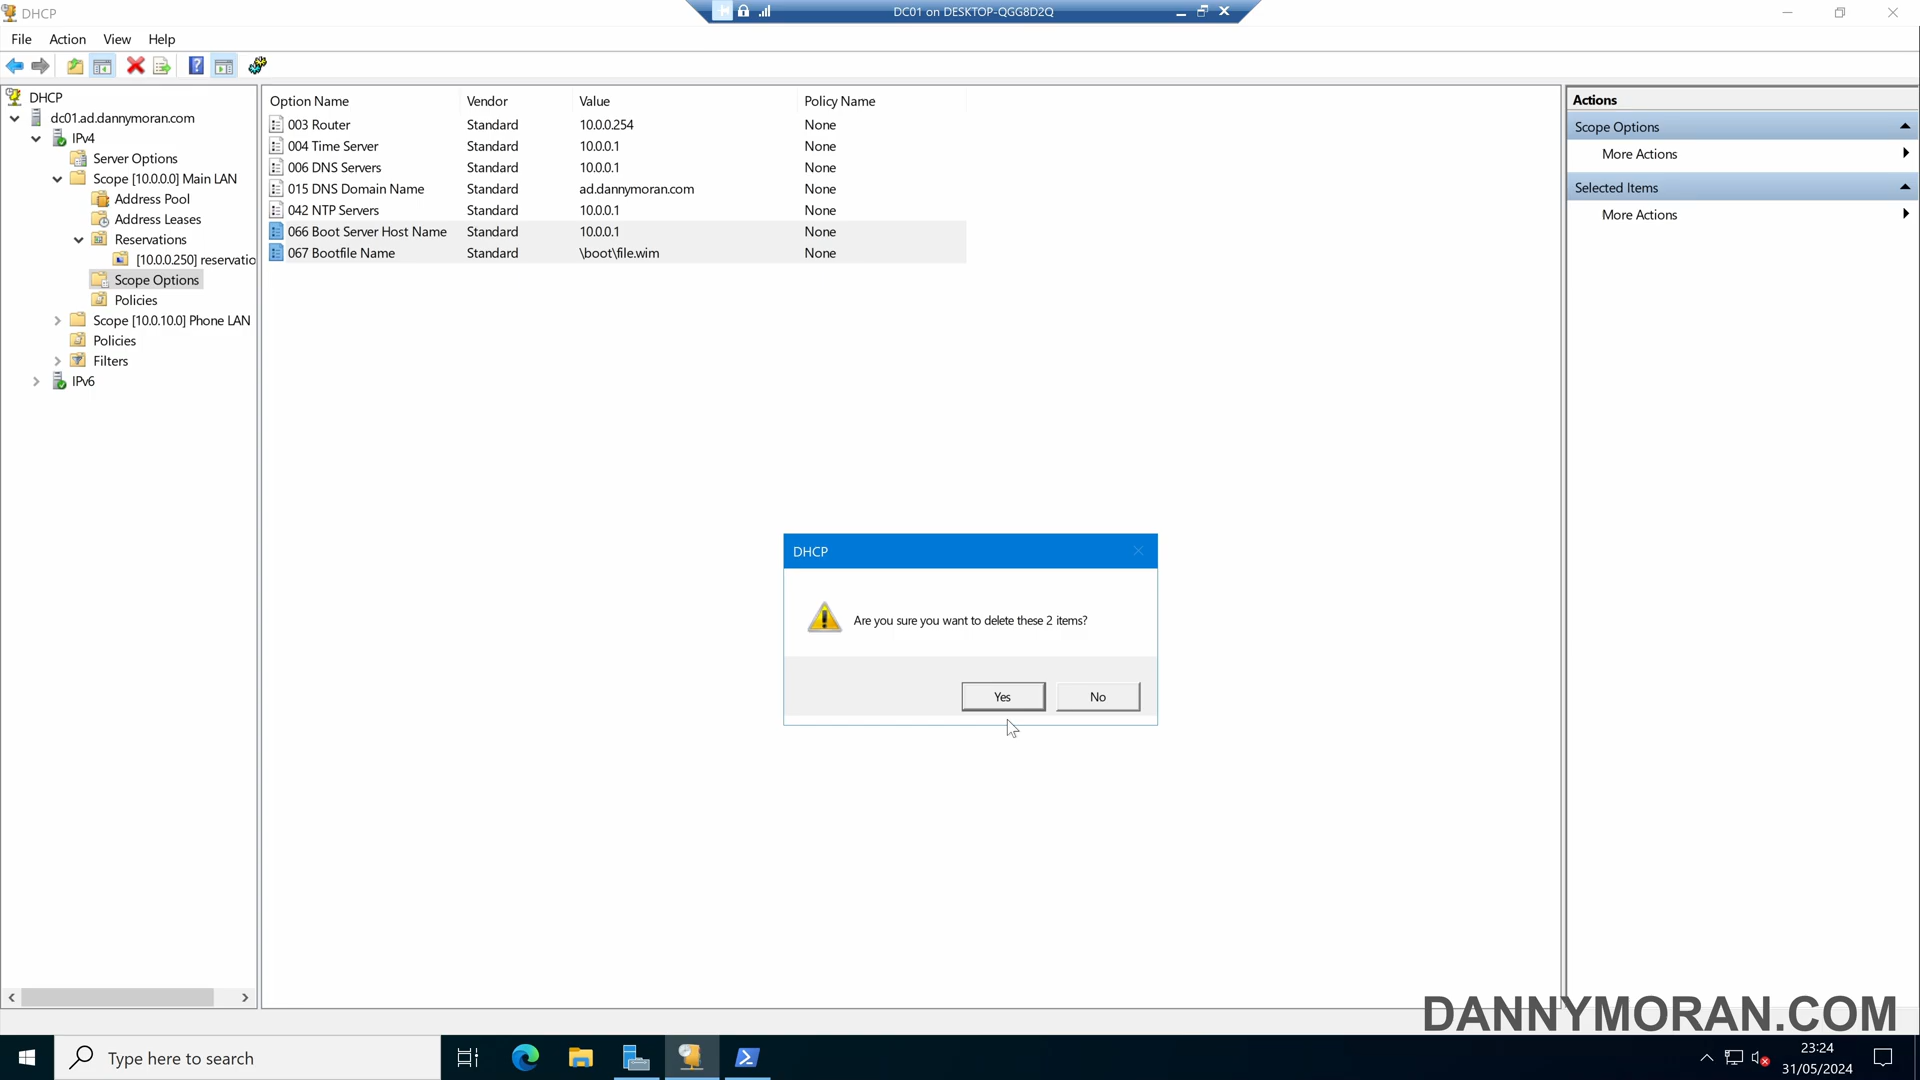 DHCP
DC01 on DESKTOP-QGG8D2Q
File Action View Help
DHCP
dc01.ad.dannymoran.com
IPv4
Server Options
Scope [10.0.0.0] Main LAN
Address Pool
Address Leases
Reservations
[10.0.0.250] reservatio
Scope Options
Policies
Scope [10.0.10.0] Phone LAN
Policies
Filters
IPv6
Option Name Vendor Value Policy Name
003 Router Standard 10.0.0.254 None
004 Time Server Standard 10.0.0.1 None
006 DNS Servers Standard 10.0.0.1 None
015 DNS Domain Name Standard ad.dannymoran.com None
042 NTP Servers Standard 10.0.0.1 None
066 Boot Server Host Name Standard 10.0.0.1 None
067 Bootfile Name Standard \boot\file.wim None
Actions
Scope Options
More Actions
Selected Items
More Actions
DHCP
Are you sure you want to delete these 2 items?
Yes No
DANNYMORAN.COM
Type here to search
23:24
31/05/2024